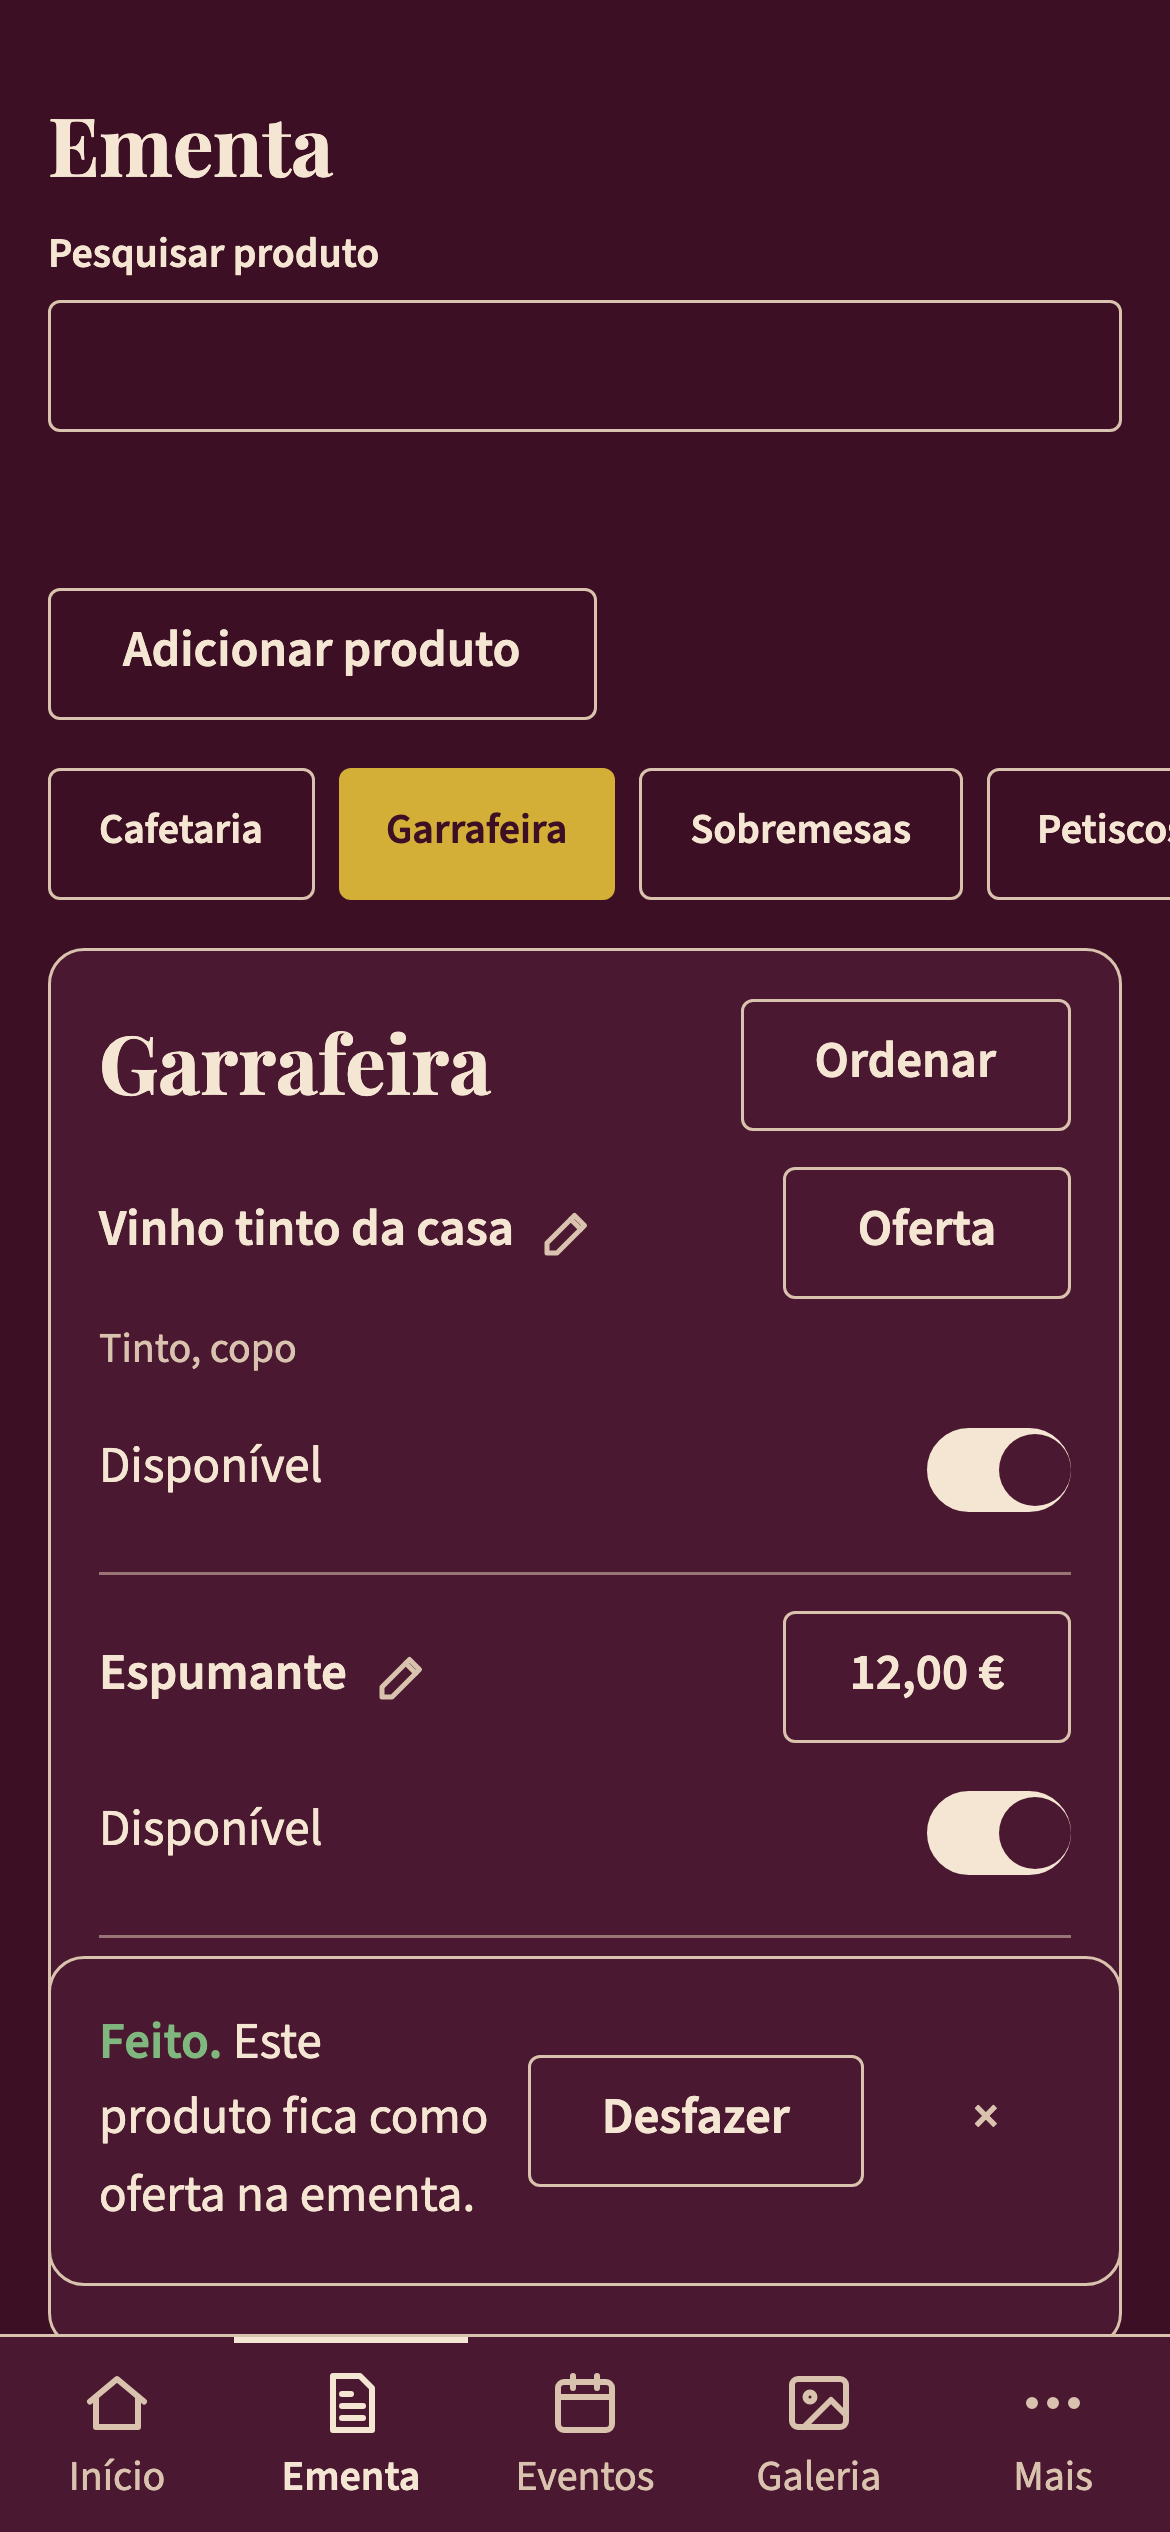 Ementa
Pesquisar produto
Adicionar produto
Cafetaria
Garrafeira
Sobremesas
Petiscos
Garrafeira
Ordenar
Vinho tinto da casa
Oferta
Tinto, copo
Disponível
Espumante
12,00 €
Disponível
Feito. Este
produto fica como
oferta na ementa.
Desfazer
×
Início
Ementa
Eventos
Galeria
Mais